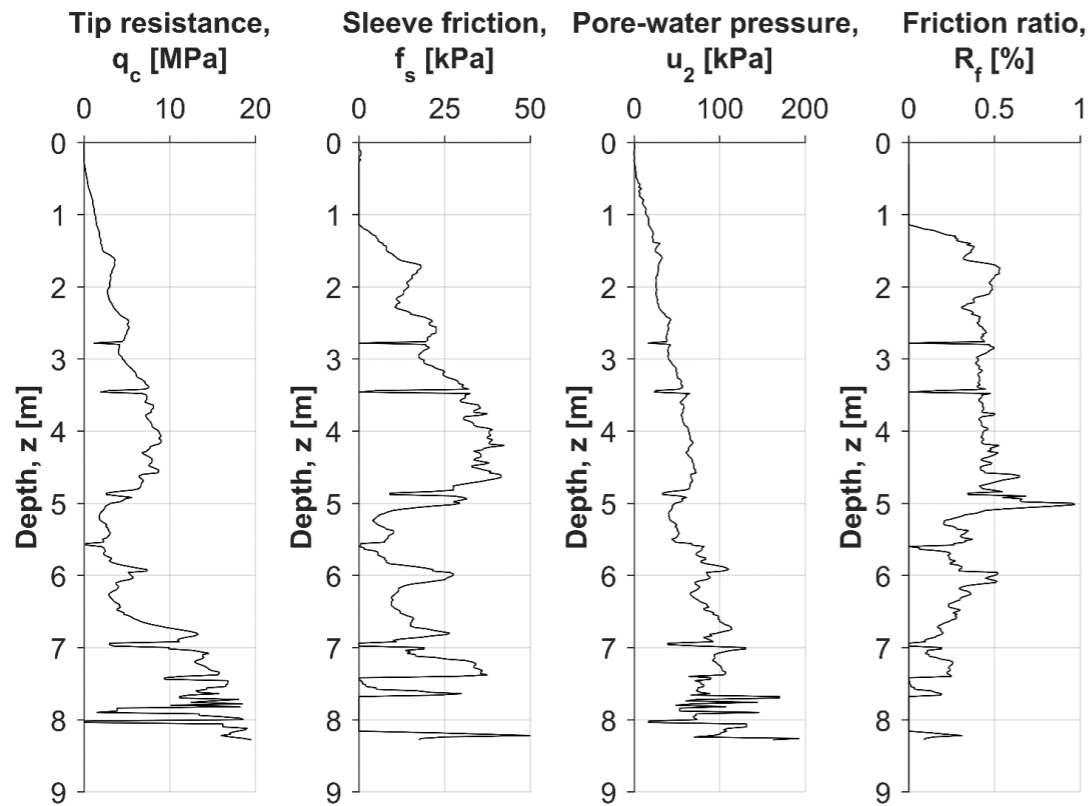 Tip resistance,
q_c [MPa]
0 10 20
0
1
2
3
4
5
6
7
8
9
Depth, z [m]
Sleeve friction,
f_s [kPa]
0 25 50
0
1
2
3
4
5
6
7
8
9
Depth, z [m]
Pore-water pressure,
u_2 [kPa]
0 100 200
0
1
2
3
4
5
6
7
8
9
Depth, z [m]
Friction ratio,
R_f [%]
0 0.5 1
0
1
2
3
4
5
6
7
8
9
Depth, z [m]